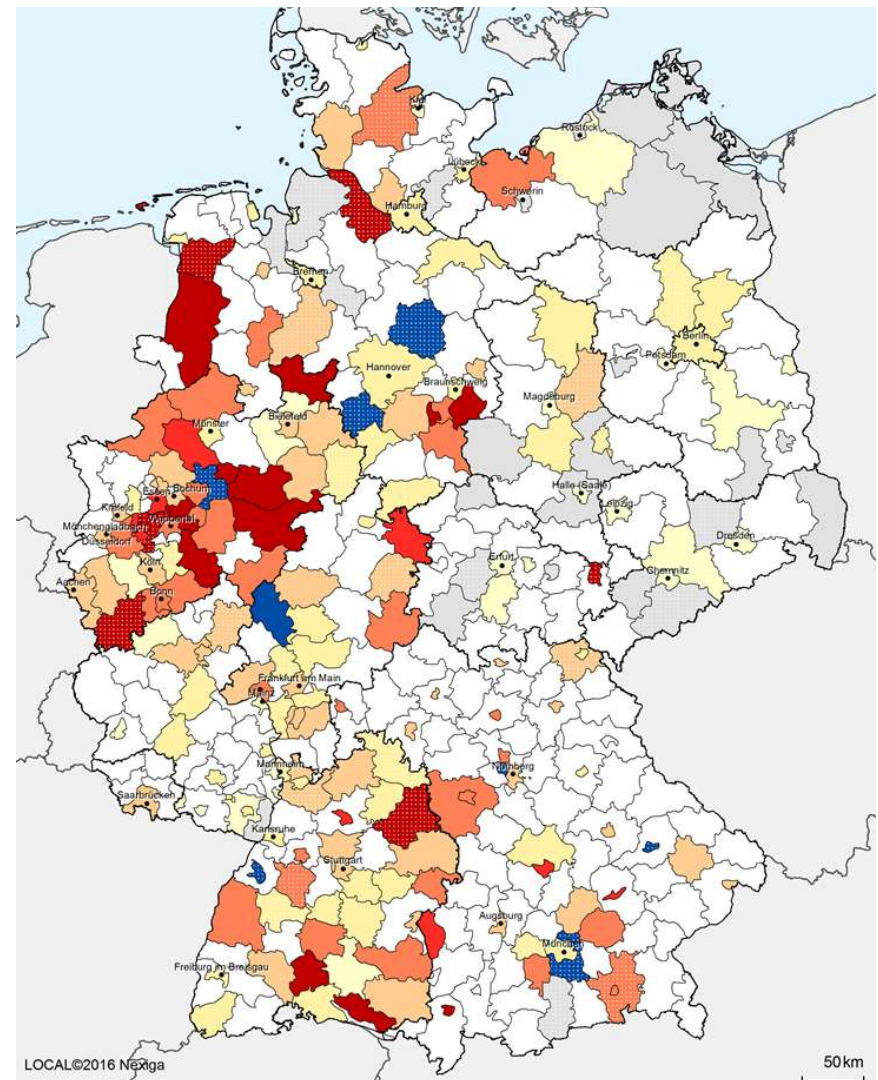 Kiel
Rostock
Lübeck
Schwerin
Hamburg
Bremen
Berlin
Potsdam
Hannover
Braunschweig
Magdeburg
Münster
Bielefeld
Essen
Bochum
Halle (Saale)
Krefeld
Leipzig
Wuppertal
Mönchengladbach
Düsseldorf
Dresden
Erfurt
Köln
Chemnitz
Aachen
Bonn
Frankfurt am Main
Mainz
Mannheim
Nürnberg
Saarbrücken
Karlsruhe
Stuttgart
Augsburg
München
Freiburg im Breisgau
LOCAL©2016 Nexiga
50 km